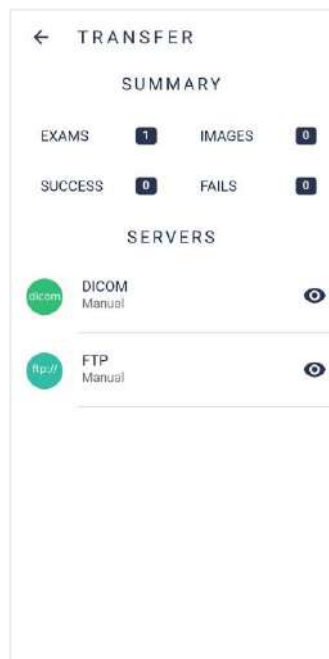 TRANSFER
SUMMARY
EXAMS 1 IMAGES 0
SUCCESS 0 FAILS 0
SERVERS
dicom
DICOM
Manual
ftp://
FTP
Manual